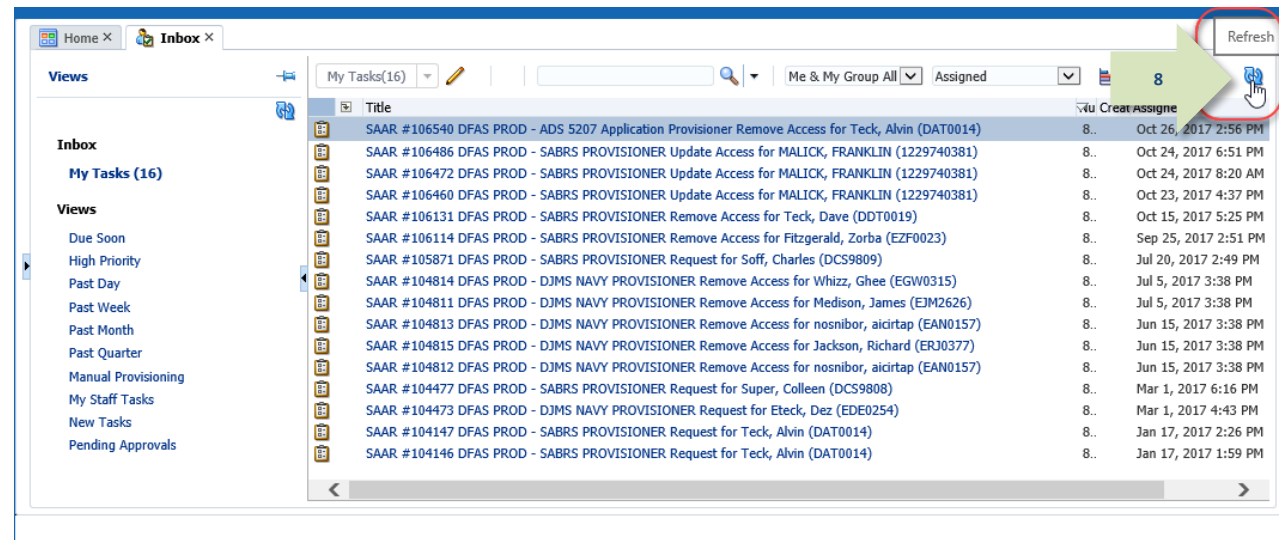 Home × Inbox ×
Refresh
Views My Tasks(16) Me & My Group All Assigned 8
Title Creat Assigne
SAAR #106540 DFAS PROD - ADS 5207 Application Provisioner Remove Access for Teck, Alvin (DAT0014) 8.. Oct 26, 2017 2:56 PM
Inbox
SAAR #106486 DFAS PROD - SABRS PROVISIONER Update Access for MALICK, FRANKLIN (1229740381) 8.. Oct 24, 2017 6:51 PM
My Tasks (16)
SAAR #106472 DFAS PROD - SABRS PROVISIONER Update Access for MALICK, FRANKLIN (1229740381) 8.. Oct 24, 2017 8:20 AM
SAAR #106460 DFAS PROD - SABRS PROVISIONER Update Access for MALICK, FRANKLIN (1229740381) 8.. Oct 23, 2017 4:37 PM
Views
SAAR #106131 DFAS PROD - SABRS PROVISIONER Remove Access for Teck, Dave (DDT0019) 8.. Oct 15, 2017 5:25 PM
Due Soon
SAAR #106114 DFAS PROD - SABRS PROVISIONER Remove Access for Fitzgerald, Zorba (EZF0023) 8.. Sep 25, 2017 2:51 PM
High Priority
SAAR #105871 DFAS PROD - SABRS PROVISIONER Request for Soff, Charles (DCS9809) 8.. Jul 20, 2017 2:49 PM
Past Day
SAAR #104814 DFAS PROD - DJMS NAVY PROVISIONER Remove Access for Whizz, Ghee (EGW0315) 8.. Jul 5, 2017 3:38 PM
Past Week
SAAR #104811 DFAS PROD - DJMS NAVY PROVISIONER Remove Access for Medison, James (EJM2626) 8.. Jul 5, 2017 3:38 PM
Past Month
SAAR #104813 DFAS PROD - DJMS NAVY PROVISIONER Remove Access for nosnibor, aicirtap (EAN0157) 8.. Jun 15, 2017 3:38 PM
Past Quarter
SAAR #104815 DFAS PROD - DJMS NAVY PROVISIONER Remove Access for Jackson, Richard (ERJ0377) 8.. Jun 15, 2017 3:38 PM
Manual Provisioning
SAAR #104812 DFAS PROD - DJMS NAVY PROVISIONER Remove Access for nosnibor, aicirtap (EAN0157) 8.. Jun 15, 2017 3:38 PM
My Staff Tasks
SAAR #104477 DFAS PROD - SABRS PROVISIONER Request for Super, Colleen (DCS9808) 8.. Mar 1, 2017 6:16 PM
New Tasks
SAAR #104473 DFAS PROD - DJMS NAVY PROVISIONER Request for Eteck, Dez (EDE0254) 8.. Mar 1, 2017 4:43 PM
Pending Approvals
SAAR #104147 DFAS PROD - SABRS PROVISIONER Request for Teck, Alvin (DAT0014) 8.. Jan 17, 2017 2:26 PM
SAAR #104146 DFAS PROD - SABRS PROVISIONER Request for Teck, Alvin (DAT0014) 8.. Jan 17, 2017 1:59 PM